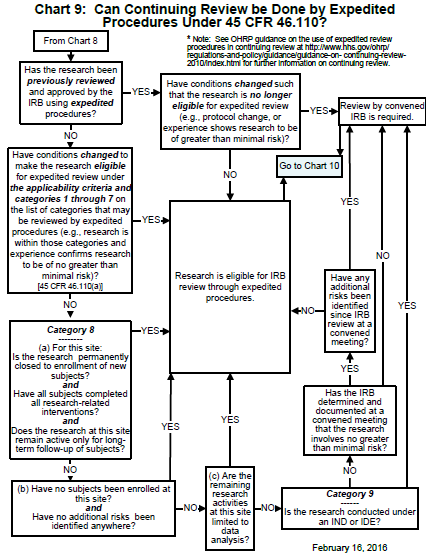 Chart 9: Can Continuing Review be Done by Expedited
Procedures Under 45 CFR 46.110?
From Chart 8
* Note: See OHRP guidance on the use of expedited review
procedures in continuing review at http://www.hhs.gov/ohrp/
regulations-and-policy/guidance/guidance-on- continuing-review-
2010/index.html for further information on continuing review.
Has the research been
previously reviewed
and approved by the
IRB using expedited
procedures?
YES
Have conditions changed such
that the research is no longer
eligible for expedited review
(e.g., protocol change, or
experience shows research to be
of greater than minimal risk)?
YES
Review by convened
IRB is required.
NO
NO
Go to Chart 10
Have conditions changed to
make the research eligible
for expedited review under
the applicability criteria and
categories 1 through 7 on
the list of categories that may
be reviewed by expedited
procedures (e.g., research is
within those categories and
experience confirms research
to be of no greater than
minimal risk)?
[45 CFR 46.110(a)]
YES
Research is eligible for IRB
review through expedited
procedures.
YES
NO
YES
NO
Have any
additional
risks been
identified
since IRB
review at a
convened
meeting?
NO
Category 8
--------
(a) For this site:
Is the research permanently
closed to enrollment of new
subjects?
and
Have all subjects completed
all research-related
interventions?
and
Does the research at this site
remain active only for long-
term follow-up of subjects?
YES
YES
Has the IRB
determined and
documented at a
convened meeting
that the research
involves no greater
than minimal risk?
YES
YES
NO
NO
(b) Have no subjects been enrolled at
this site?
and
Have no additional risks been
identified anywhere?
NO
(c) Are the
remaining
research
activities
at this site
limited to
data
analysis?
NO
Category 9
-------
Is the research conducted under
an IND or IDE?
February 16, 2016